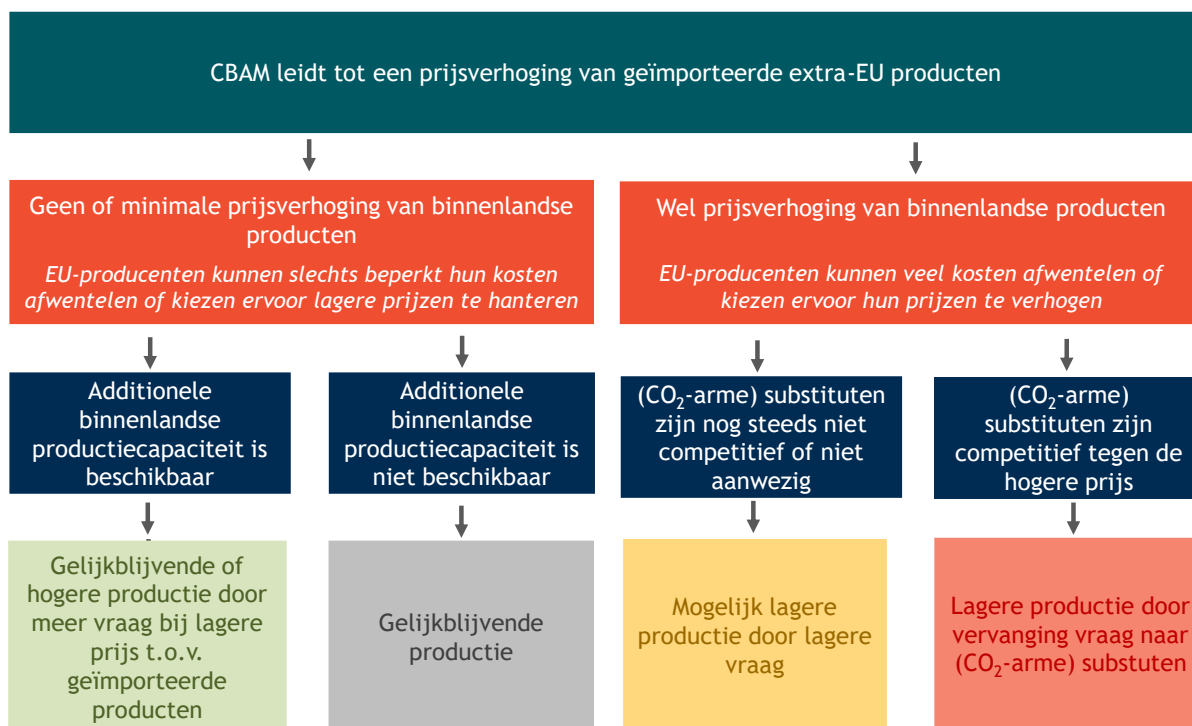 CBAM leidt tot een prijsverhoging van geïmporteerde extra-EU producten
Geen of minimale prijsverhoging van binnenlandse
producten
EU-producenten kunnen slechts beperkt hun kosten
afwentelen of kiezen ervoor lagere prijzen te hanteren
Wel prijsverhoging van binnenlandse producten
EU-producenten kunnen veel kosten afwentelen of
kiezen ervoor hun prijzen te verhogen
Additionele
binnenlandse
productiecapaciteit is
beschikbaar
Additionele
binnenlandse
productiecapaciteit is
niet beschikbaar
(CO₂-arme) substituten
zijn nog steeds niet
competitief of niet
aanwezig
(CO₂-arme)
substituten zijn
competitief tegen de
hogere prijs
Gelijkblijvende of
hogere productie door
meer vraag bij lagere
prijs t.o.v.
geïmporteerde
producten
Gelijkblijvende
productie
Mogelijk lagere
productie door lagere
vraag
Lagere productie door
vervanging vraag naar
(CO₂-arme) substuten